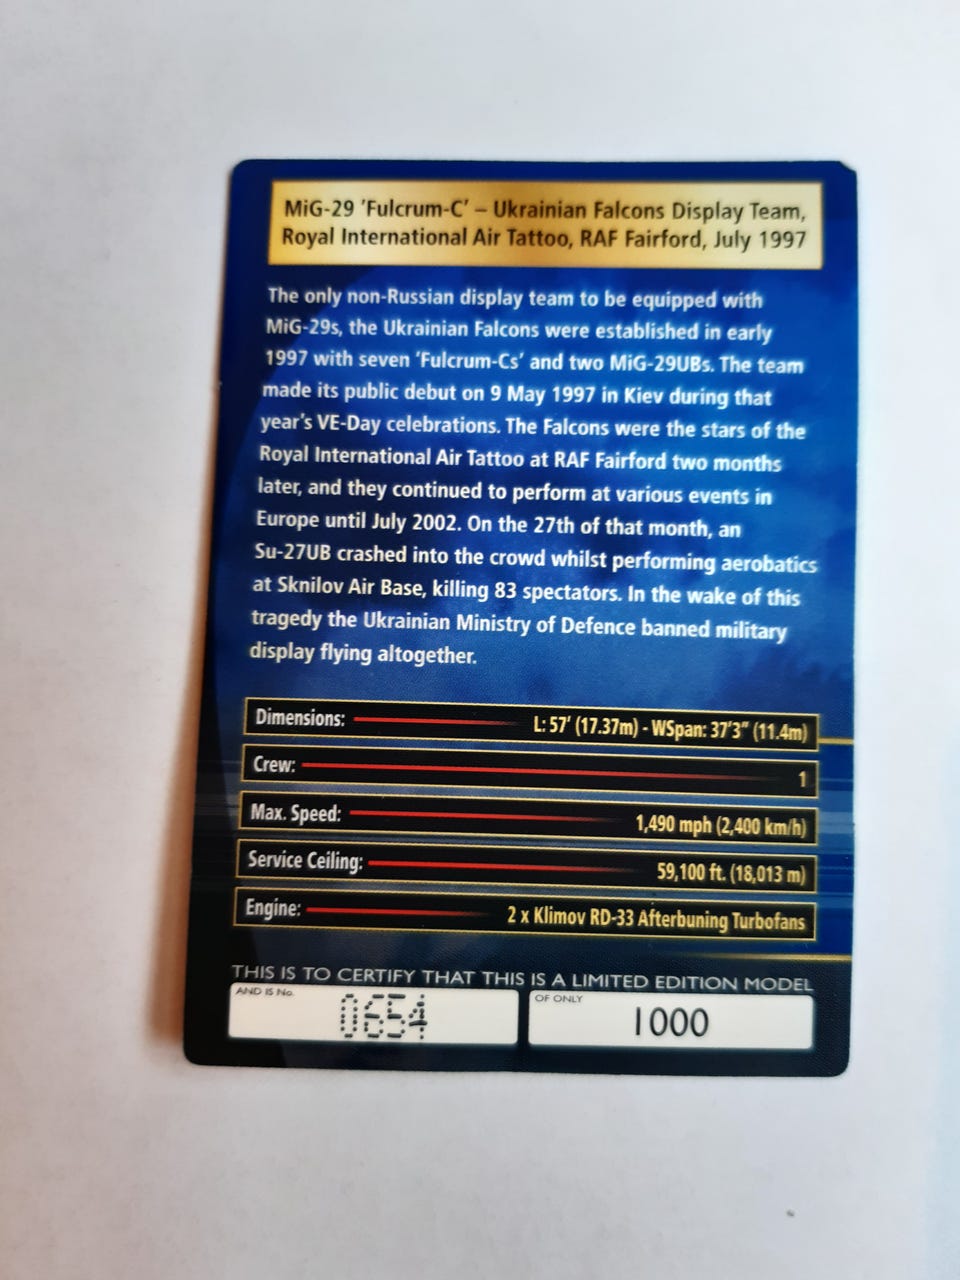 MiG-29 'Fulcrum-C' – Ukrainian Falcons Display Team,
Royal International Air Tattoo, RAF Fairford, July 1997
The only non-Russian display team to be equipped with
MiG-29s, the Ukrainian Falcons were established in early
1997 with seven 'Fulcrum-Cs' and two MiG-29UBs. The team
made its public debut on 9 May 1997 in Kiev during that
year's VE-Day celebrations. The Falcons were the stars of the
Royal International Air Tattoo at RAF Fairford two months
later, and they continued to perform at various events in
Europe until July 2002. On the 27th of that month, an
Su-27UB crashed into the crowd whilst performing aerobatics
at Sknilov Air Base, killing 83 spectators. In the wake of this
tragedy the Ukrainian Ministry of Defence banned military
display flying altogether.
Dimensions: L: 57' (17.37m) - WSpan: 37'3" (11.4m)
Crew: 1
Max. Speed: 1,490 mph (2,400 km/h)
Service Ceiling: 59,100 ft. (18,013 m)
Engine: 2 x Klimov RD-33 Afterbuning Turbofans
THIS IS TO CERTIFY THAT THIS IS A LIMITED EDITION MODEL
AND IS No. 0654 OF ONLY 1000